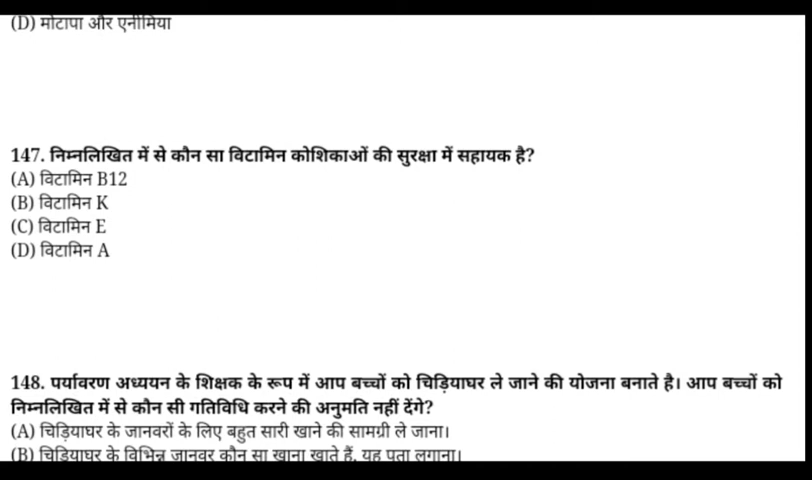 (D) मोटापा और एनीमिया
147. निम्नलिखित में से कौन सा विटामिन कोशिकाओं की सुरक्षा में सहायक है?
(A) विटामिन B12
(B) विटामिन K
(C) विटामिन E
(D) विटामिन A
148. पर्यावरण अध्ययन के शिक्षक के रूप में आप बच्चों को चिड़ियाघर ले जाने की योजना बनाते है। आप बच्चों को
निम्नलिखित में से कौन सी गतिविधि करने की अनुमति नहीं देंगे?
(A) चिड़ियाघर के जानवरों के लिए बहुत सारी खाने की सामग्री ले जाना।
(B) चिड़ियाघर के विभिन्न जानवर कौन सा खाना खाते हैं, यह पता लगाना।